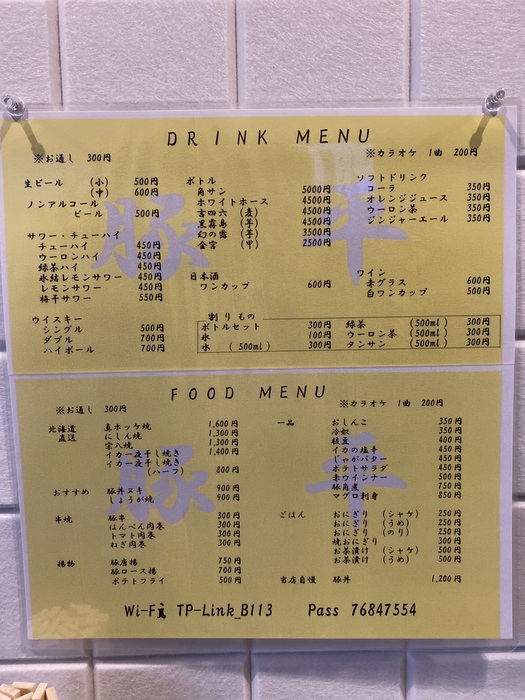 DRINK MENU
※お通し 300円
※カラオケ 1曲 200円
生ビール (小) 500円
(中) 600円
ノンアルコール
ビール 500円
サワー・チューハイ
チューハイ 450円
ウーロンハイ 450円
緑茶ハイ 450円
氷結レモンサワー 450円
レモンサワー 450円
梅干サワー 550円
ウイスキー
シングル 500円
ダブル 700円
ハイボール 700円
ボトル
角サン 5000円
ホワイトホース 4500円
吉四六 (麦) 4500円
黒霧島 (芋) 4500円
幻の露 (芋) 3500円
金宮 (甲) 2500円
日本酒
ワンカップ 600円
ソフトドリンク
コーラ 350円
オレンジジュース 350円
ウーロン茶 350円
ジンジャーエール 350円
ワイン
赤グラス 600円
白ワンカップ 500円
割りもの
ボトルセット 300円
氷 100円
水 (500ml) 300円
緑茶 (500ml) 300円
ウーロン茶 (500ml) 300円
タンサン (500ml) 300円
豚平
FOOD MENU
※お通し 300円
※カラオケ 1曲 200円
北海道
直送
真ホッケ焼 1,600円
にしん焼 1,300円
宗八焼 1,300円
イカ一夜干し焼き 1,400円
イカ一夜干し焼き
(ハーフ) 800円
おすすめ 豚丼ヌキ 900円
しょうが焼 900円
串焼 豚串 300円
はんぺん肉巻 300円
トマト肉巻 300円
ねぎ肉巻 300円
揚物 豚唐揚 750円
豚ロース揚 700円
ポテトフライ 500円
一品 おしんこ 350円
冷奴 350円
枝豆 400円
イカの塩辛 450円
じゃがバター 450円
ポテトサラダ 450円
赤ウインナー 500円
豚角煮 700円
マグロ刺身 850円
ごはん おにぎり (シャケ) 250円
おにぎり (うめ) 250円
おにぎり (のり) 250円
焼おにぎり 300円
お茶漬け (シャケ) 500円
お茶漬け (うめ) 500円
当店自慢 豚丼 1,200円
豚平
Wi-Fi TP-Link_B113 Pass 76847554